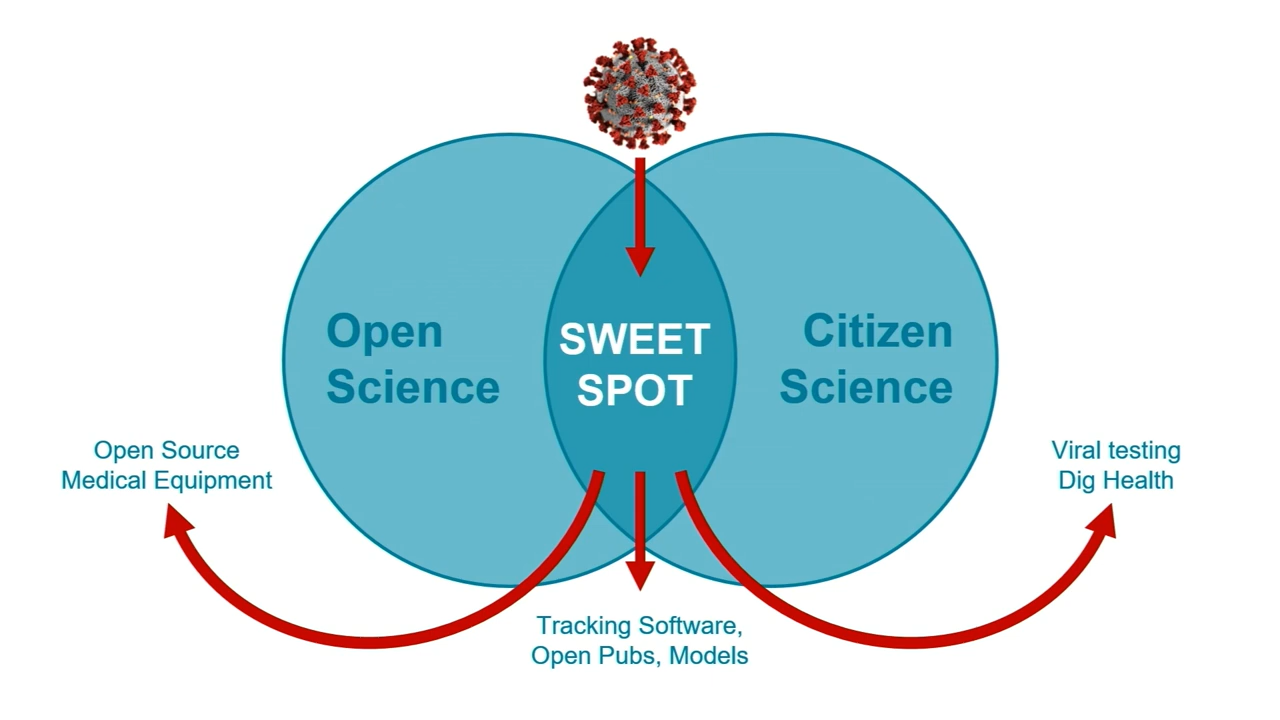 Open
Science
SWEET
SPOT
Citizen
Science
Open Source
Medical Equipment
Viral testing
Dig Health
Tracking Software,
Open Pubs, Models